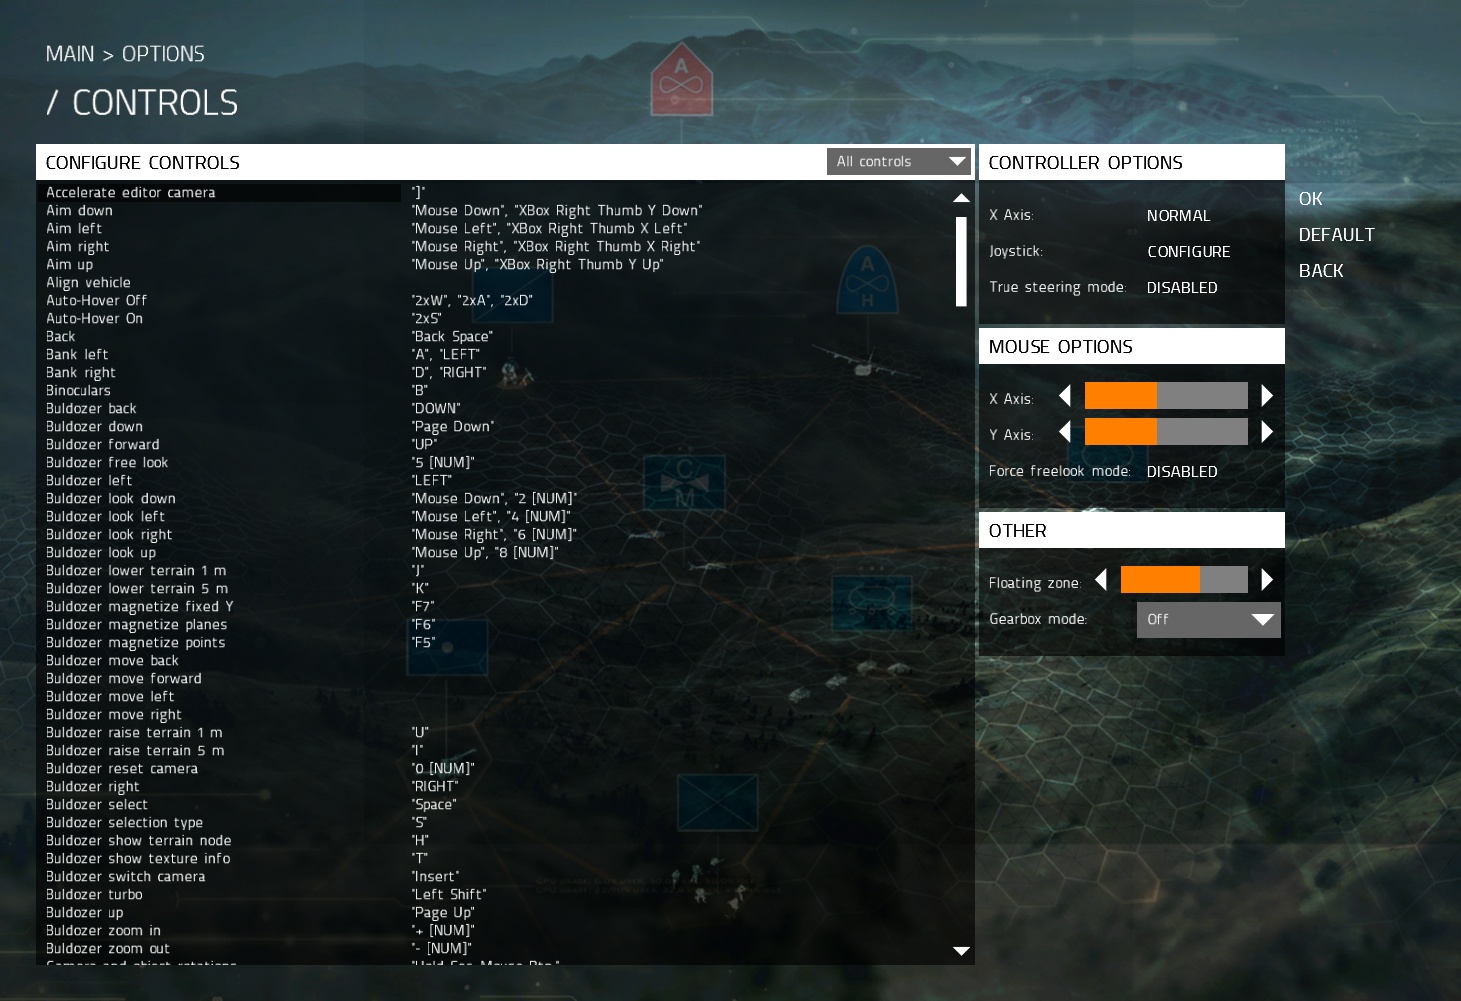 MAIN > OPTIONS
/ CONTROLS
CONFIGURE CONTROLS
All controls
Accelerate editor camera "]"
Aim down "Mouse Down", "XBox Right Thumb Y Down"
Aim left "Mouse Left", "XBox Right Thumb X Left"
Aim right "Mouse Right", "XBox Right Thumb X Right"
Aim up "Mouse Up", "XBox Right Thumb Y Up"
Align vehicle
Auto-Hover Off "2xW", "2xA", "2xD"
Auto-Hover On "2xS"
Back "Back Space"
Bank left "A", "LEFT"
Bank right "D", "RIGHT"
Binoculars "B"
Buldozer back "DOWN"
Buldozer down "Page Down"
Buldozer forward "UP"
Buldozer free look "5 [NUM]"
Buldozer left "LEFT"
Buldozer look down "Mouse Down", "2 [NUM]"
Buldozer look left "Mouse Left", "4 [NUM]"
Buldozer look right "Mouse Right", "6 [NUM]"
Buldozer look up "Mouse Up", "8 [NUM]"
Buldozer lower terrain 1 m "J"
Buldozer lower terrain 5 m "K"
Buldozer magnetize fixed Y "F7"
Buldozer magnetize planes "F6"
Buldozer magnetize points "F5"
Buldozer move back
Buldozer move forward
Buldozer move left
Buldozer move right
Buldozer raise terrain 1 m "U"
Buldozer raise terrain 5 m "I"
Buldozer reset camera "0 [NUM]"
Buldozer right "RIGHT"
Buldozer select "Space"
Buldozer selection type "S"
Buldozer show terrain node "H"
Buldozer show texture info "T"
Buldozer switch camera "Insert"
Buldozer turbo "Left Shift"
Buldozer up "Page Up"
Buldozer zoom in "+ [NUM]"
Buldozer zoom out "- [NUM]"
CONTROLLER OPTIONS
X Axis: NORMAL
Joystick: CONFIGURE
True steering mode: DISABLED
MOUSE OPTIONS
X Axis:
Y Axis:
Force freelook mode: DISABLED
OTHER
Floating zone:
Gearbox mode: Off
OK
DEFAULT
BACK
A
A
H
C
M